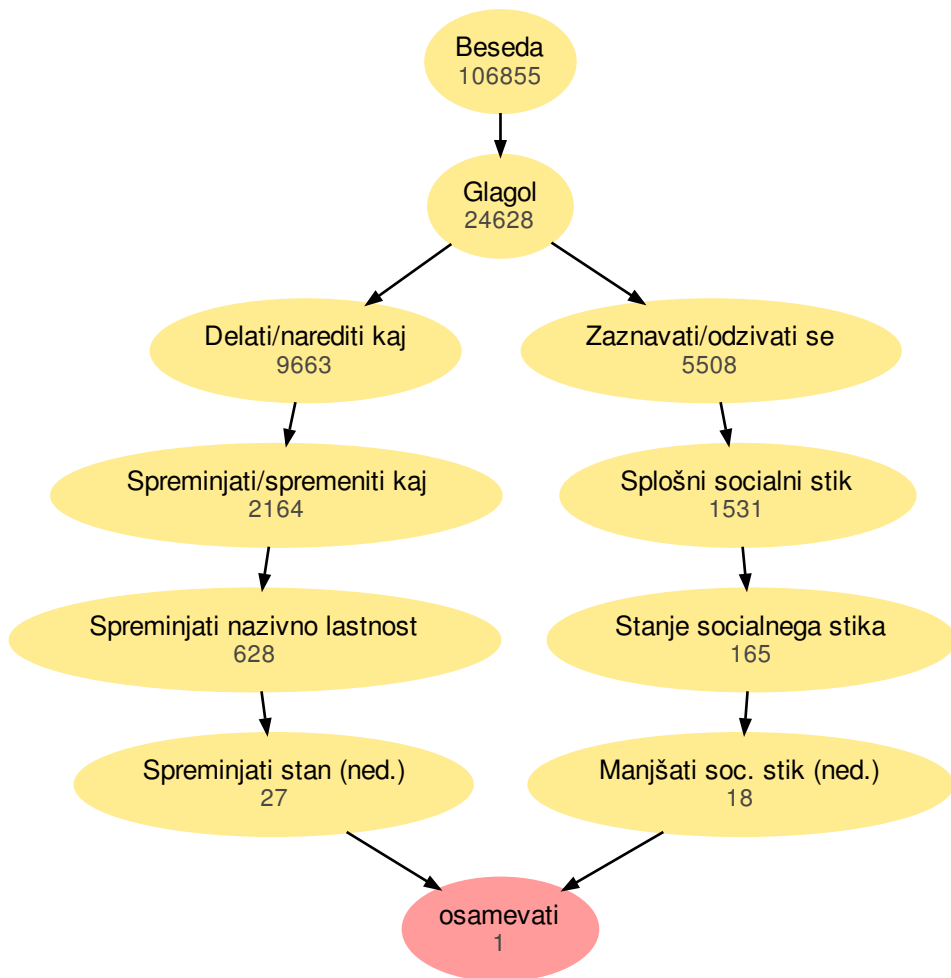 Beseda
106855
Glagol
24628
Delati/narediti kaj
9663
Zaznavati/odzivati se
5508
Spreminjati/spremeniti kaj
2164
Splošni socialni stik
1531
Spreminjati nazivno lastnost
628
Stanje socialnega stika
165
Spreminjati stan (ned.)
27
Manjšati soc. stik (ned.)
18
osamevati
1